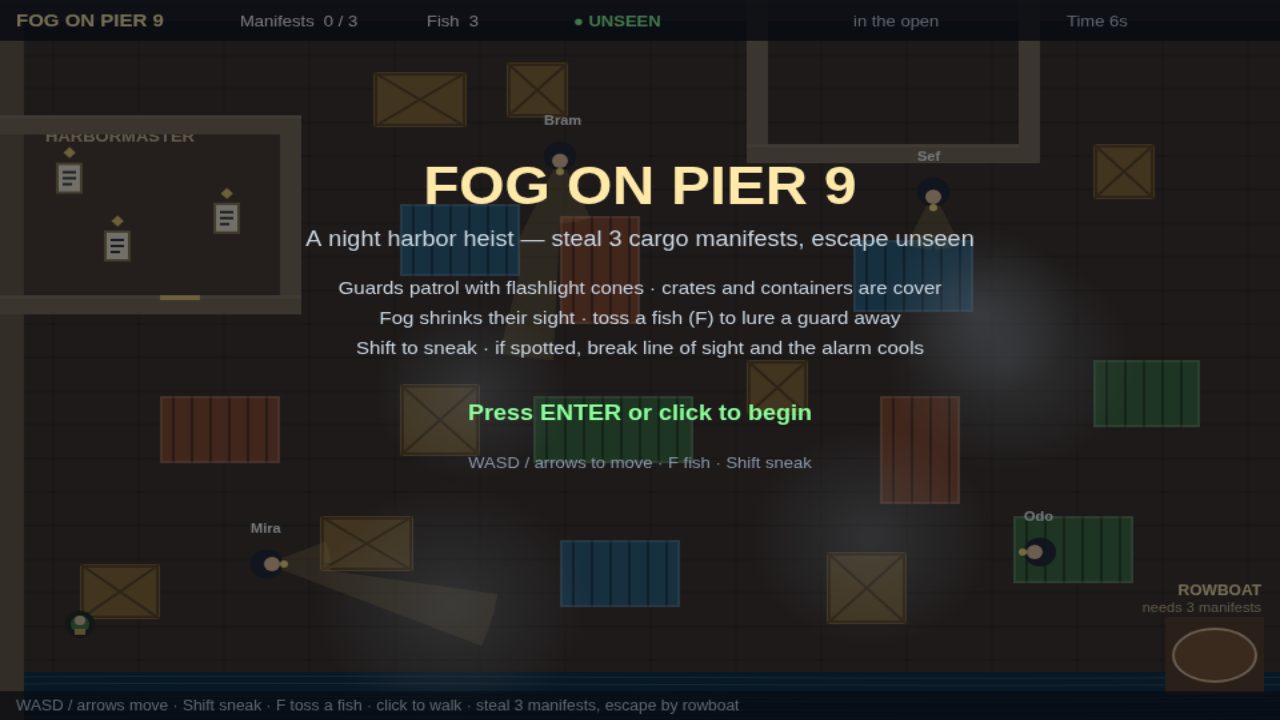 FOG ON PIER 9
Manifests 0 / 3
Fish 3
● UNSEEN
in the open
Time 6s
Bram
HARBORMASTER
Sef
FOG ON PIER 9
A night harbor heist — steal 3 cargo manifests, escape unseen
Guards patrol with flashlight cones · crates and containers are cover
Fog shrinks their sight · toss a fish (F) to lure a guard away
Shift to sneak · if spotted, break line of sight and the alarm cools
Press ENTER or click to begin
WASD / arrows to move · F fish · Shift sneak
Mira
Odo
ROWBOAT
needs 3 manifests
WASD / arrows move · Shift sneak · F toss a fish · click to walk · steal 3 manifests, escape by rowboat